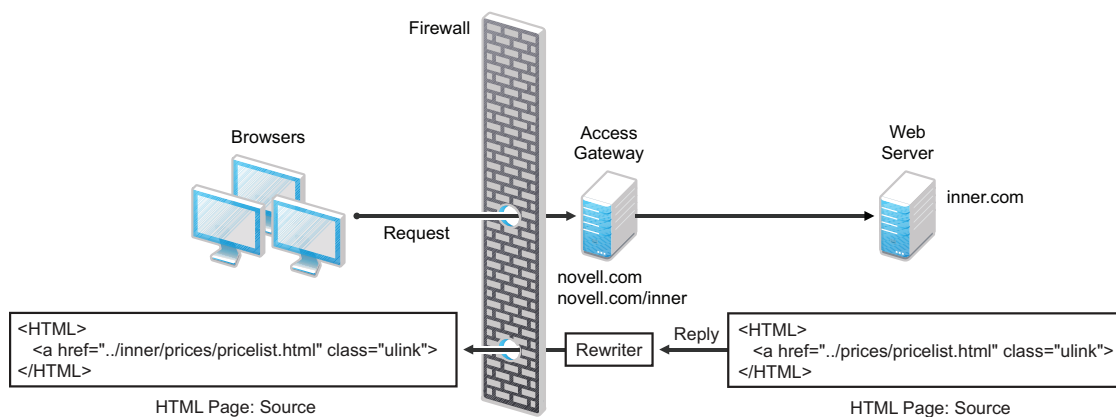 Firewall
Browsers
Access
Gateway
Web
Server
inner.com
Request
novell.com
novell.com/inner
<HTML>
<a href="../inner/prices/pricelist.html" class="ulink">
</HTML>
HTML Page: Source
Rewriter
Reply
<HTML>
<a href="../prices/pricelist.html" class="ulink">
</HTML>
HTML Page: Source